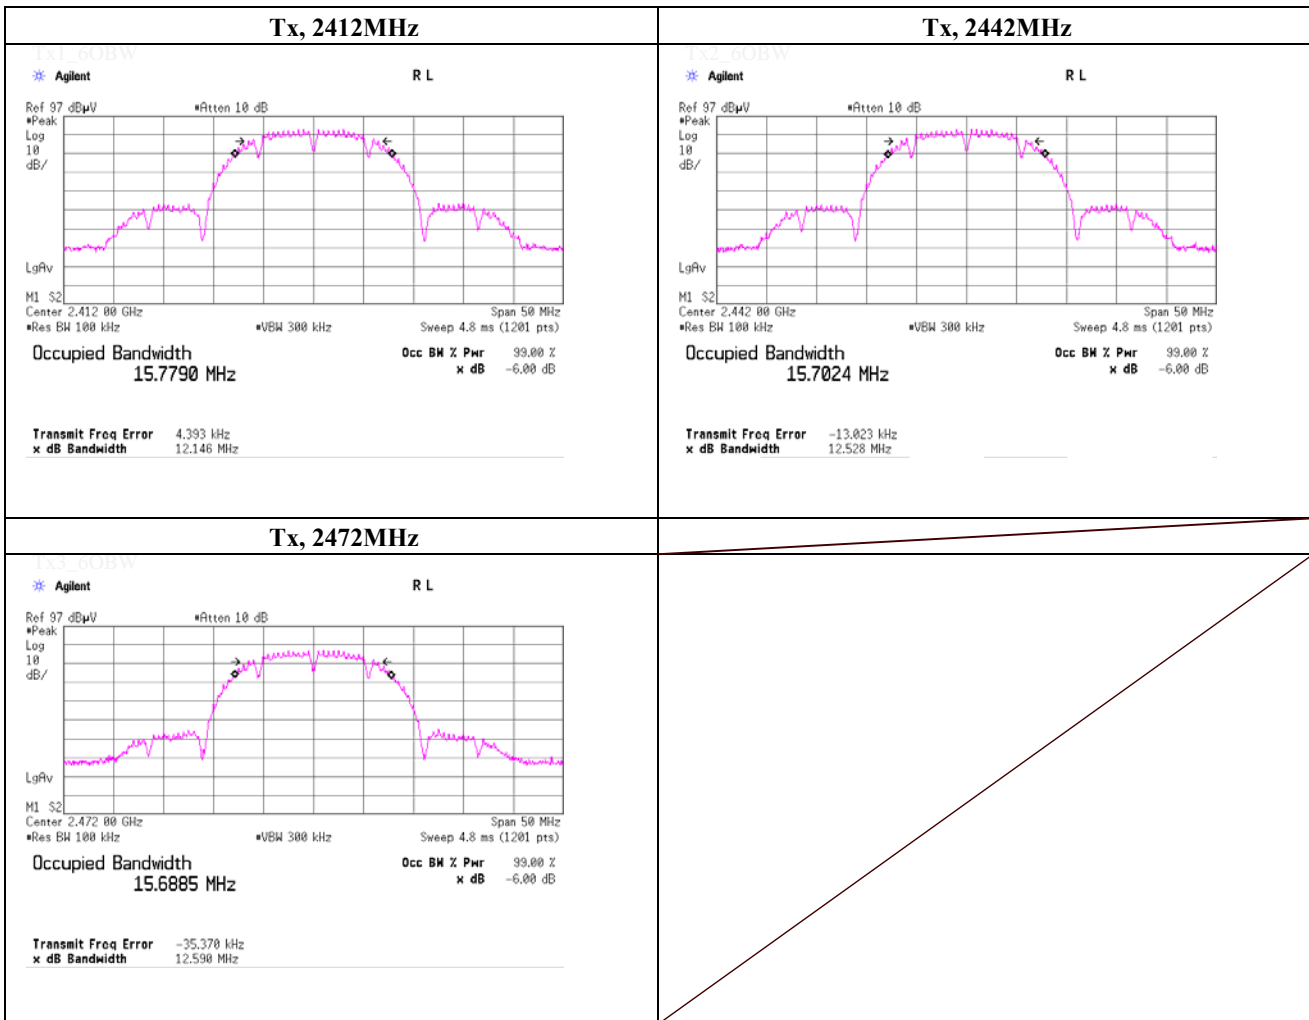 Tx, 2412MHz
Tx1_6OBW
Agilent R L
Ref 97 dBµV #Atten 10 dB
#Peak
Log
10
dB/
LgAv
M1 S2
Center 2.412 00 GHz Span 50 MHz
#Res BW 100 kHz #VBW 300 kHz Sweep 4.8 ms (1201 pts)
Occupied Bandwidth Occ BW % Pwr 99.00 %
15.7790 MHz x dB -6.00 dB
Transmit Freq Error 4.393 kHz
x dB Bandwidth 12.146 MHz
Tx, 2442MHz
Tx2_6OBW
Agilent R L
Ref 97 dBµV #Atten 10 dB
#Peak
Log
10
dB/
LgAv
M1 S2
Center 2.442 00 GHz Span 50 MHz
#Res BW 100 kHz #VBW 300 kHz Sweep 4.8 ms (1201 pts)
Occupied Bandwidth Occ BW % Pwr 99.00 %
15.7024 MHz x dB -6.00 dB
Transmit Freq Error -13.023 kHz
x dB Bandwidth 12.528 MHz
Tx, 2472MHz
Tx3_6OBW
Agilent R L
Ref 97 dBµV #Atten 10 dB
#Peak
Log
10
dB/
LgAv
M1 S2
Center 2.472 00 GHz Span 50 MHz
#Res BW 100 kHz #VBW 300 kHz Sweep 4.8 ms (1201 pts)
Occupied Bandwidth Occ BW % Pwr 99.00 %
15.6885 MHz x dB -6.00 dB
Transmit Freq Error -35.370 kHz
x dB Bandwidth 12.590 MHz